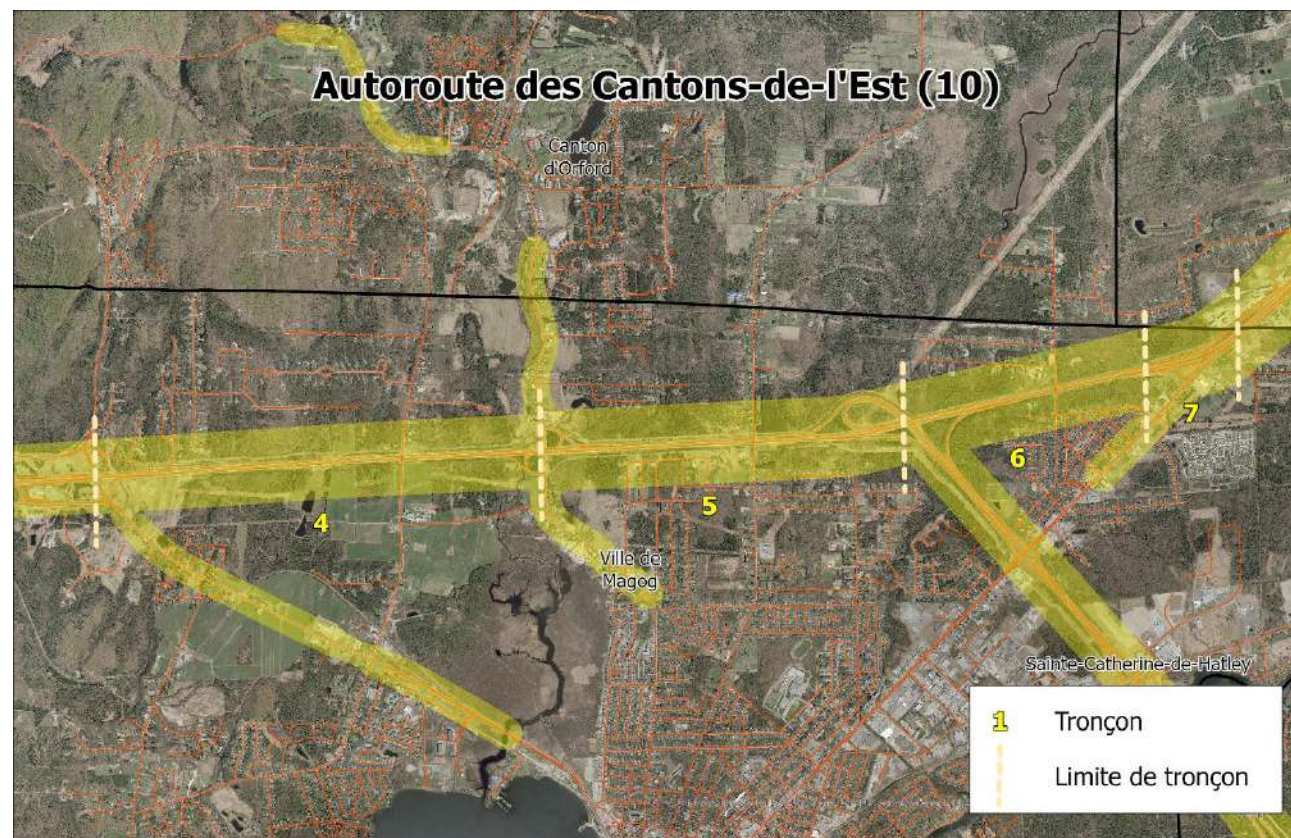 Autoroute des Cantons-de-l'Est (10)
Canton
d'Orford
7
6
5
4
Ville de
Magog
Sainte-Catherine-de-Hatley
1 Tronçon
Limite de tronçon